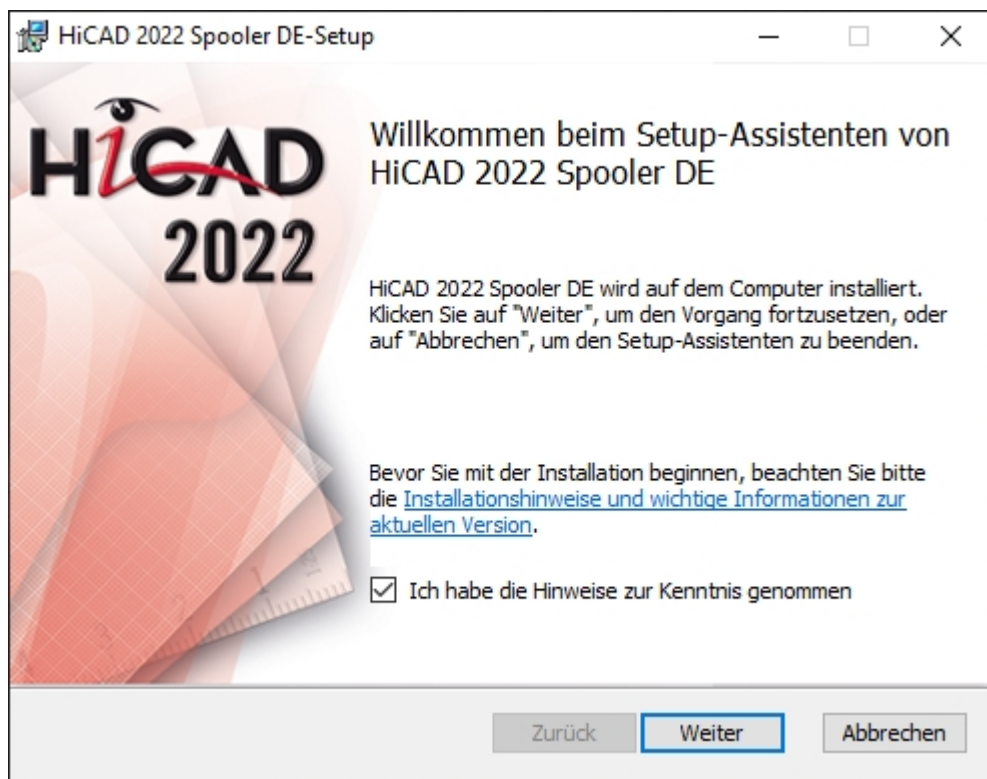 HiCAD 2022 Spooler DE-Setup
HiCAD
2022
Willkommen beim Setup-Assistenten von
HiCAD 2022 Spooler DE
HiCAD 2022 Spooler DE wird auf dem Computer installiert.
Klicken Sie auf "Weiter", um den Vorgang fortzusetzen, oder
auf "Abbrechen", um den Setup-Assistenten zu beenden.
Bevor Sie mit der Installation beginnen, beachten Sie bitte
die Installationshinweise und wichtige Informationen zur
aktuellen Version.
Ich habe die Hinweise zur Kenntnis genommen
Zurück
Weiter
Abbrechen